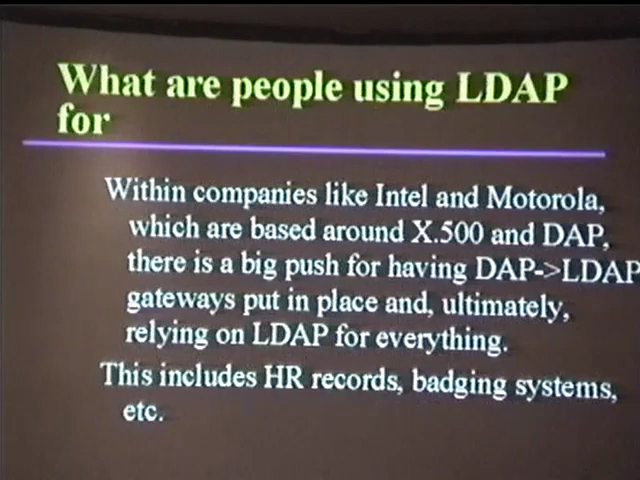 What are people using LDAP
for
Within companies like Intel and Motorola,
which are based around X.500 and DAP,
there is a big push for having DAP->LDAP
gateways put in place and, ultimately,
relying on LDAP for everything.
This includes HR records, badging systems,
etc.